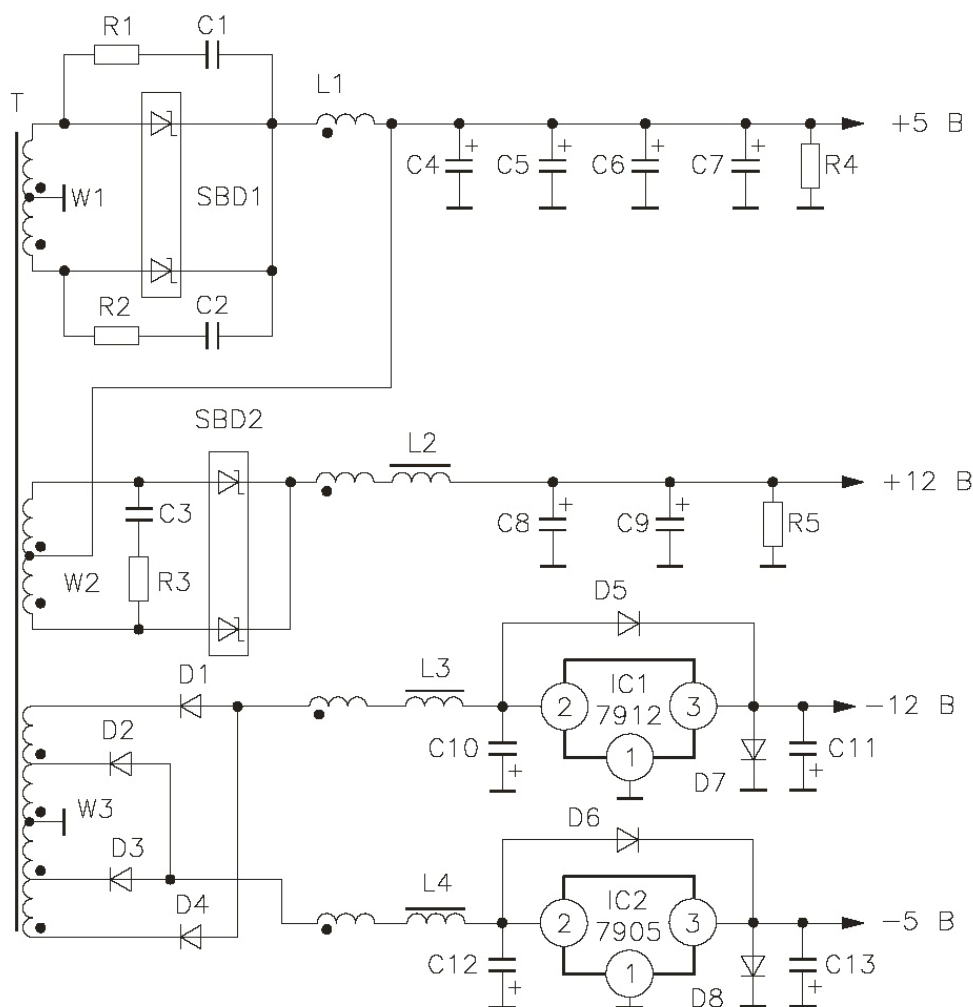 R1 C1
T L1
+5 В
C4 + C5 + C6 + C7 + R4
W1 SBD1
R2 C2
SBD2
L2
+12 В
C3 C8 + C9 + R5
W2 R3
D5
D1 L3
IC1
2 7912 3 -12 В
D2
C10 + 1 D7 C11 +
W3
D6
D3
L4
D4 IC2
2 7905 3 -5 В
C12 + 1 D8 C13 +